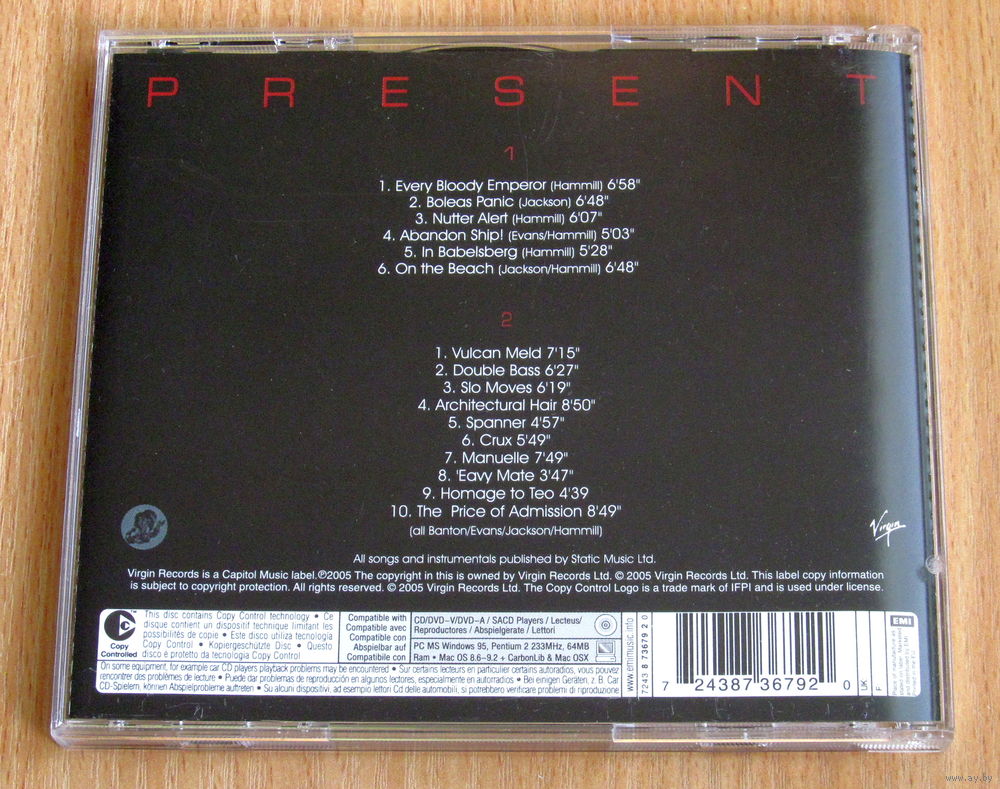 PRESENT
1
1. Every Bloody Emperor (Hammill) 6'58"
2. Boleas Panic (Jackson) 6'48"
3. Nutter Alert (Hammill) 6'07"
4. Abandon Ship! (Evans/Hammill) 5'03"
5. In Babelsberg (Hammill) 5'28"
6. On the Beach (Jackson/Hammill) 6'48"
2
1. Vulcan Meld 7'15"
2. Double Bass 6'27"
3. Slo Moves 6'19"
4. Architectural Hair 8'50"
5. Spanner 4'57"
6. Crux 5'49"
7. Manuelle 7'49"
8. 'Eavy Mate 3'47"
9. Homage to Teo 4'39
10. The Price of Admission 8'49"
(all Banton/Evans/Jackson/Hammill)
Virgin
All songs and instrumentals published by Static Music Ltd.
Virgin Records is a Capitol Music label.℗2005 The copyright in this is owned by Virgin Records Ltd. © 2005 Virgin Records Ltd. This label copy information
is subject to copyright protection. All rights reserved. © 2005 Virgin Records Ltd. The Copy Control Logo is a trade mark of IFPI and is used under license.
Copy
Controlled
This disc contains Copy Control technology • Ce
disque contient un dispositif technique limitant les
possibilités de copie • Este disco utiliza tecnología
Copy Control • Kopiergeschützte Disc • Questo
disco è protetto da tecnologia Copy Control
Compatible with
Compatible avec
Compatible con
Abspielbar auf
Compatibile con
CD/DVD-V/DVD-A / SACD Players / Lecteurs/
Reproductores / Abspielgerate / Lettori
PC MS Windows 95, Pentium 2 233MHz, 64MB
Ram • Mac OS 8.6-9.2 + CarbonLib & Mac OSX
On some equipment, for example car CD players playback problems may be encountered • Sur certains lecteurs en particulier certains autoradios, vous pouvez
rencontrer des problèmes de lecture • Puede dar problemas de reproducción en algunos lectores, especialmente en autorradios • Bei einigen Geräten, z. B. Car
CD-Spielern, können Abspielprobleme auftreten • Su alcuni dispositivi, ad esempio lettori Cd delle automobili, si potrebbero verificare problemi di riproduzione
www.emimusic.info
7243 8 73679 2 0
7 24387 36792 0
UK
F
EMI
www.ay.by